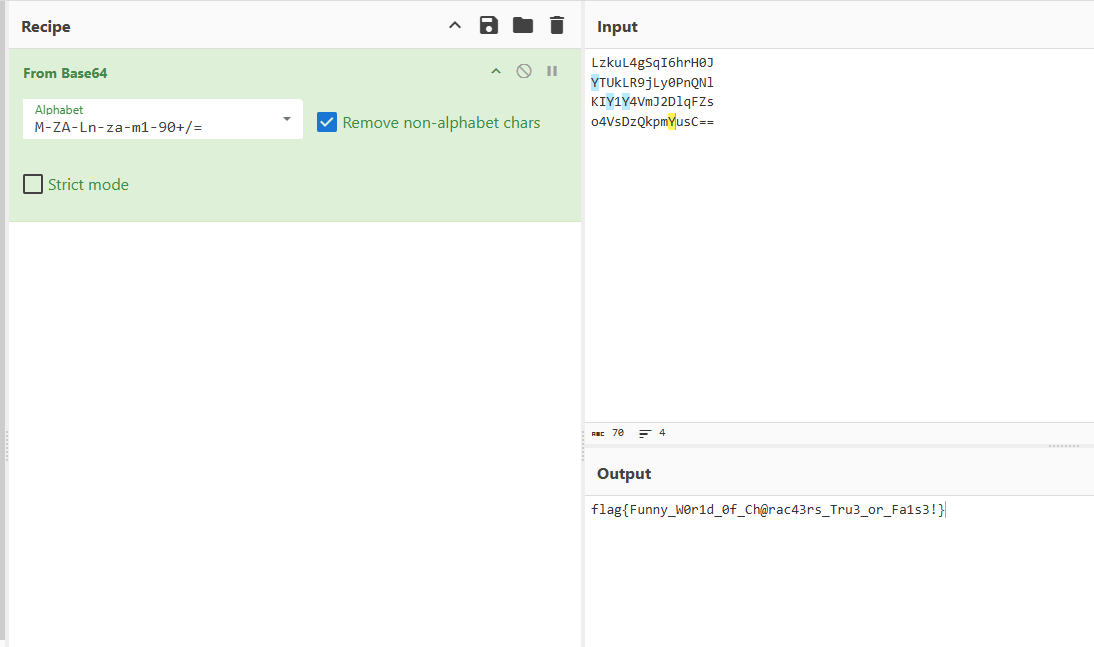 Recipe
From Base64
Alphabet
M-ZA-Ln-za-m1-90+/=
Remove non-alphabet chars
Strict mode
Input
LzkuL4gSqI6hrH0J
YTUkLR9jLy0PnQNl
KIY1Y4VmJ2DlqFZs
o4VsDzQkpmYusC==
ABC 70 4
Output
flag{Funny_W0r1d_0f_Ch@rac43rs_Tru3_or_Fa1s3!}